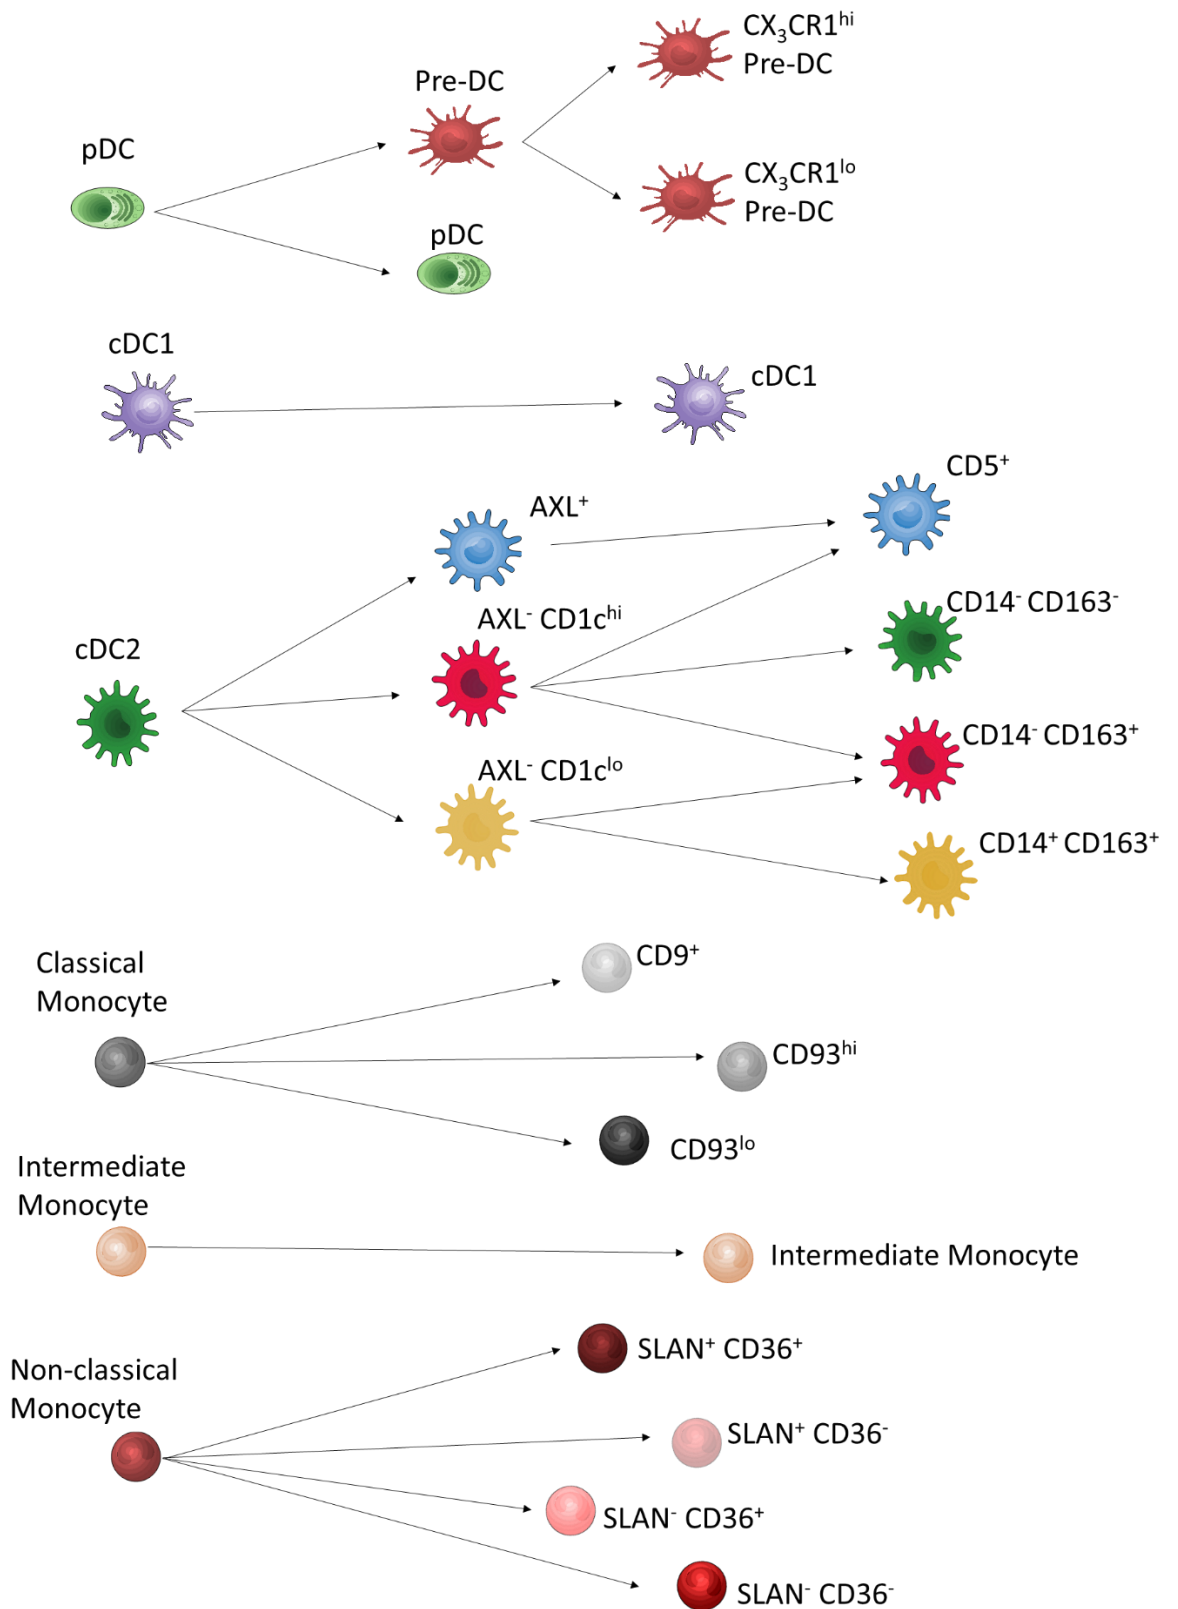 CX₃CR1ʰⁱ
Pre-DC
Pre-DC
pDC
CX₃CR1ˡᵒ
Pre-DC
pDC
cDC1
cDC1
CD5⁺
AXL⁺
CD14⁻ CD163⁻
AXL⁻ CD1cʰⁱ
cDC2
CD14⁻ CD163⁺
AXL⁻ CD1cˡᵒ
CD14⁺ CD163⁺
Classical
Monocyte
CD9⁺
CD93ʰⁱ
CD93ˡᵒ
Intermediate
Monocyte
Intermediate Monocyte
SLAN⁺ CD36⁺
Non-classical
Monocyte
SLAN⁺ CD36⁻
SLAN⁻ CD36⁺
SLAN⁻ CD36⁻